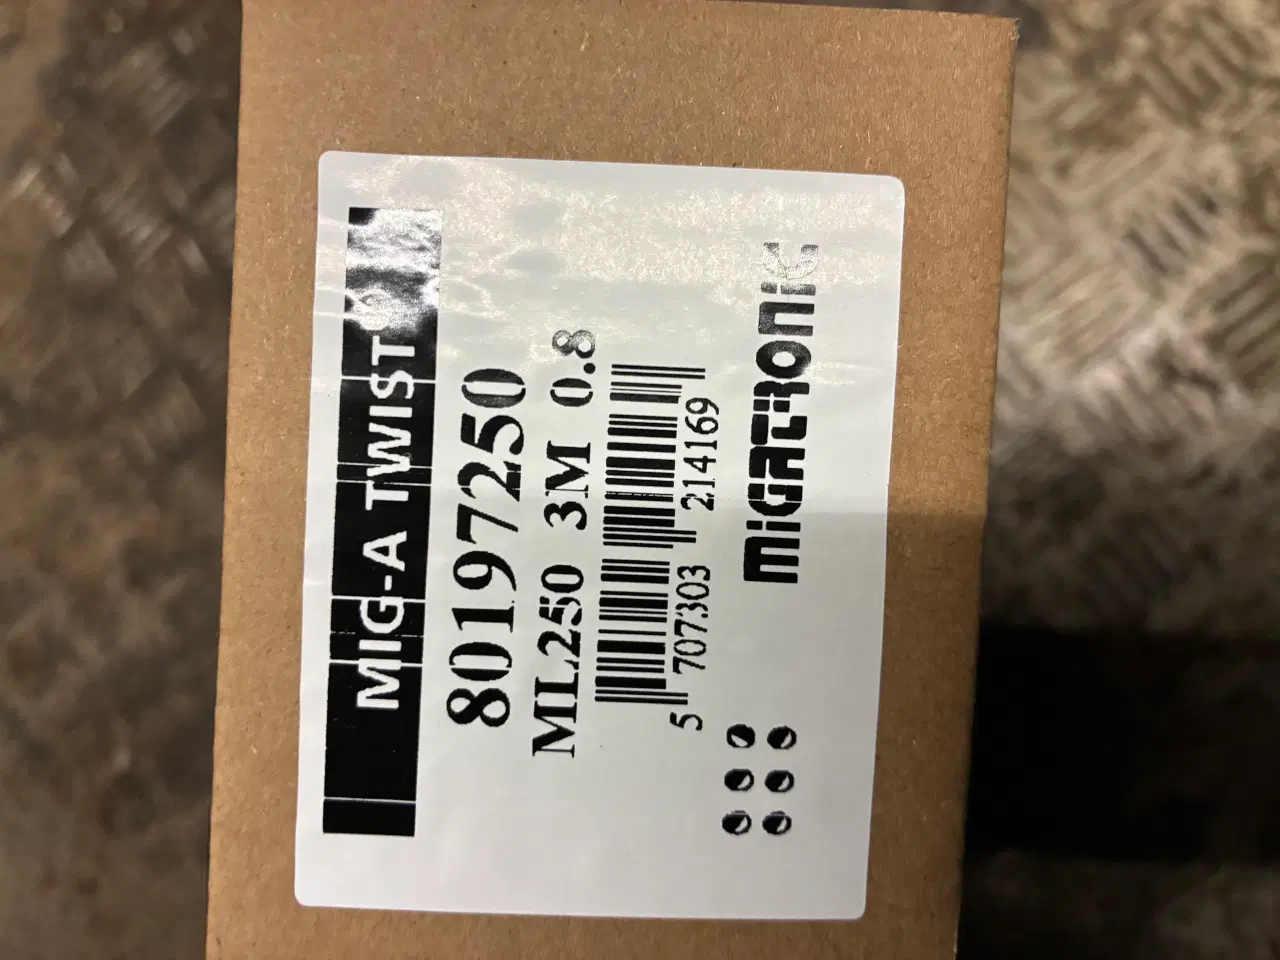 MIG-A TWIST®
80197250
ML250 3M 0.8
5 707303 214169
MIGATRONIC